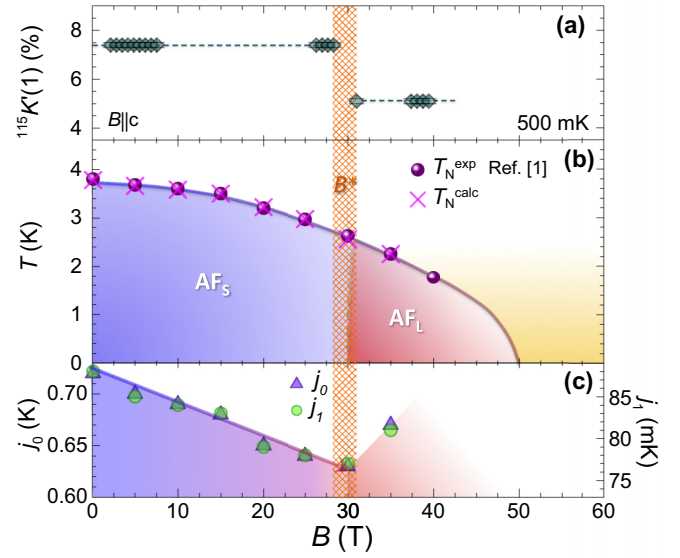 8
6
4
¹¹⁵K'(1) (%)
(a)
B||c
500 mK
4
3
2
1
0
T (K)
(b)
B*
T_N^exp Ref. [1]
T_N^calc
AF_S
AF_L
0.70
0.65
0.60
j_0 (K)
(c)
j_0
j_1
85
80
75
j_1 (mK)
0 10 20 30 40 50 60
B (T)